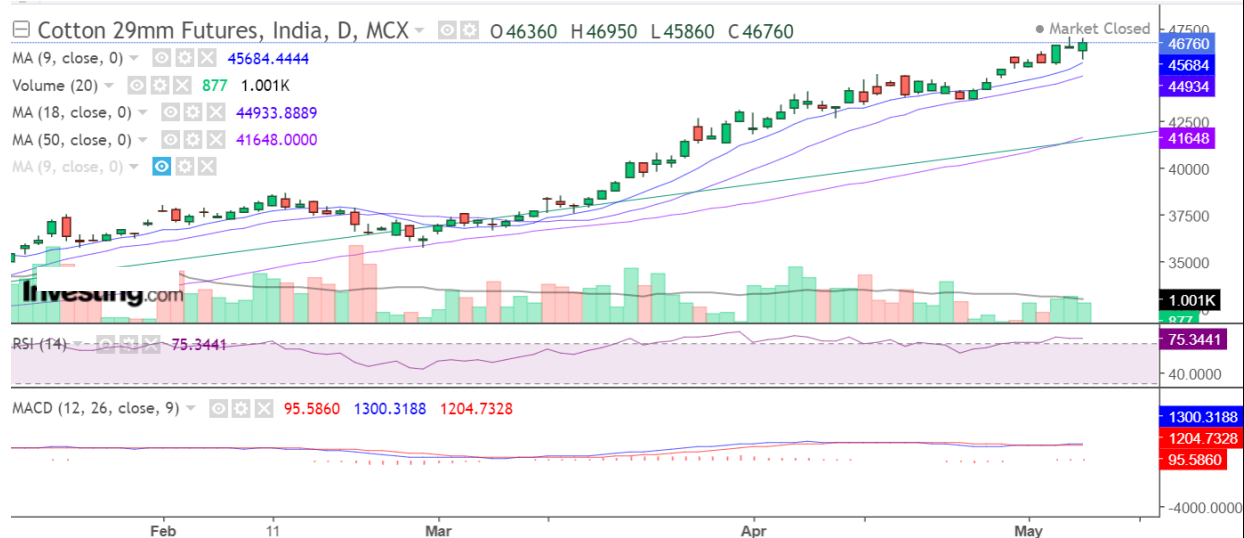 Cotton 29mm Futures, India, D, MCX O 46360 H 46950 L 45860 C 46760
Market Closed
MA (9, close, 0) 45684.4444
Volume (20) 877 1.001K
MA (18, close, 0) 44933.8889
MA (50, close, 0) 41648.0000
MA (9, close, 0)
47500
46760
45684
44934
42500
41648
40000
37500
35000
1.001K
877
Investing.com
RSI (14) 75.3441
75.3441
40.0000
MACD (12, 26, close, 9) 95.5860 1300.3188 1204.7328
1300.3188
1204.7328
95.5860
-4000.0000
Feb 11 Mar Apr May